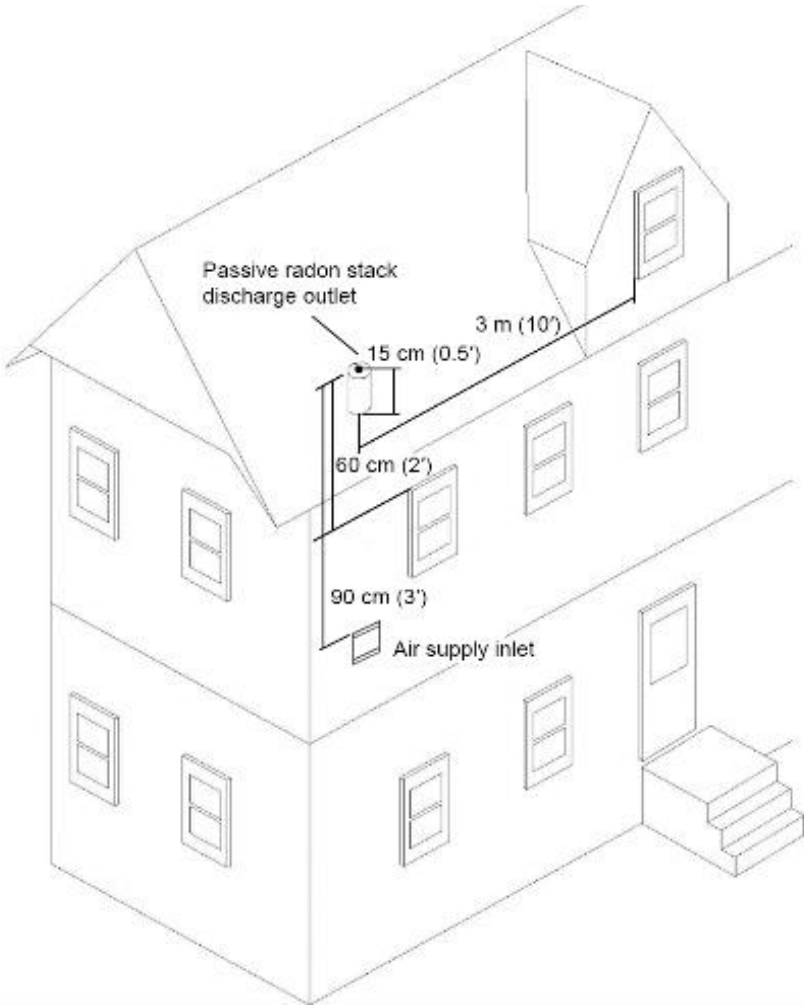 Passive radon stack
discharge outlet
15 cm (0.5′)
3 m (10′)
60 cm (2′)
90 cm (3′)
Air supply inlet